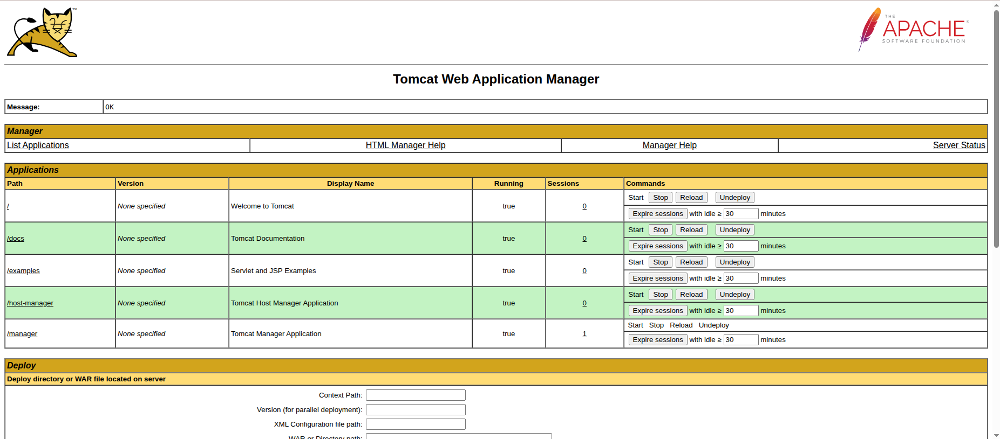 TM
THE
APACHE®
SOFTWARE FOUNDATION
Tomcat Web Application Manager
Message: OK
Manager
List Applications HTML Manager Help Manager Help Server Status
Applications
Path Version Display Name Running Sessions Commands
/ None specified Welcome to Tomcat true 0 Start Stop Reload Undeploy
Expire sessions with idle ≥ 30 minutes
/docs None specified Tomcat Documentation true 0 Start Stop Reload Undeploy
Expire sessions with idle ≥ 30 minutes
/examples None specified Servlet and JSP Examples true 0 Start Stop Reload Undeploy
Expire sessions with idle ≥ 30 minutes
/host-manager None specified Tomcat Host Manager Application true 0 Start Stop Reload Undeploy
Expire sessions with idle ≥ 30 minutes
/manager None specified Tomcat Manager Application true 1 Start Stop Reload Undeploy
Expire sessions with idle ≥ 30 minutes
Deploy
Deploy directory or WAR file located on server
Context Path:
Version (for parallel deployment):
XML Configuration file path:
WAR or Directory path: